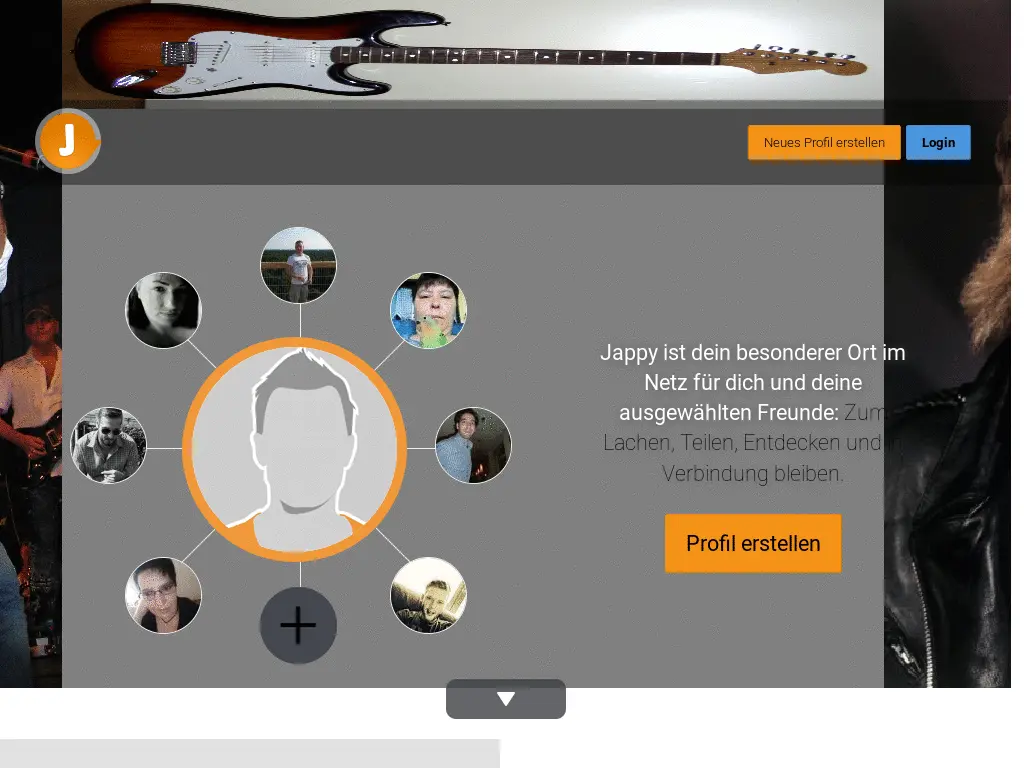 J
Neues Profil erstellen
Login
Jappy ist dein besonderer Ort im
Netz für dich und deine
ausgewählten Freunde: Zum
Lachen, Teilen, Entdecken und
Verbindung bleiben.
Profil erstellen